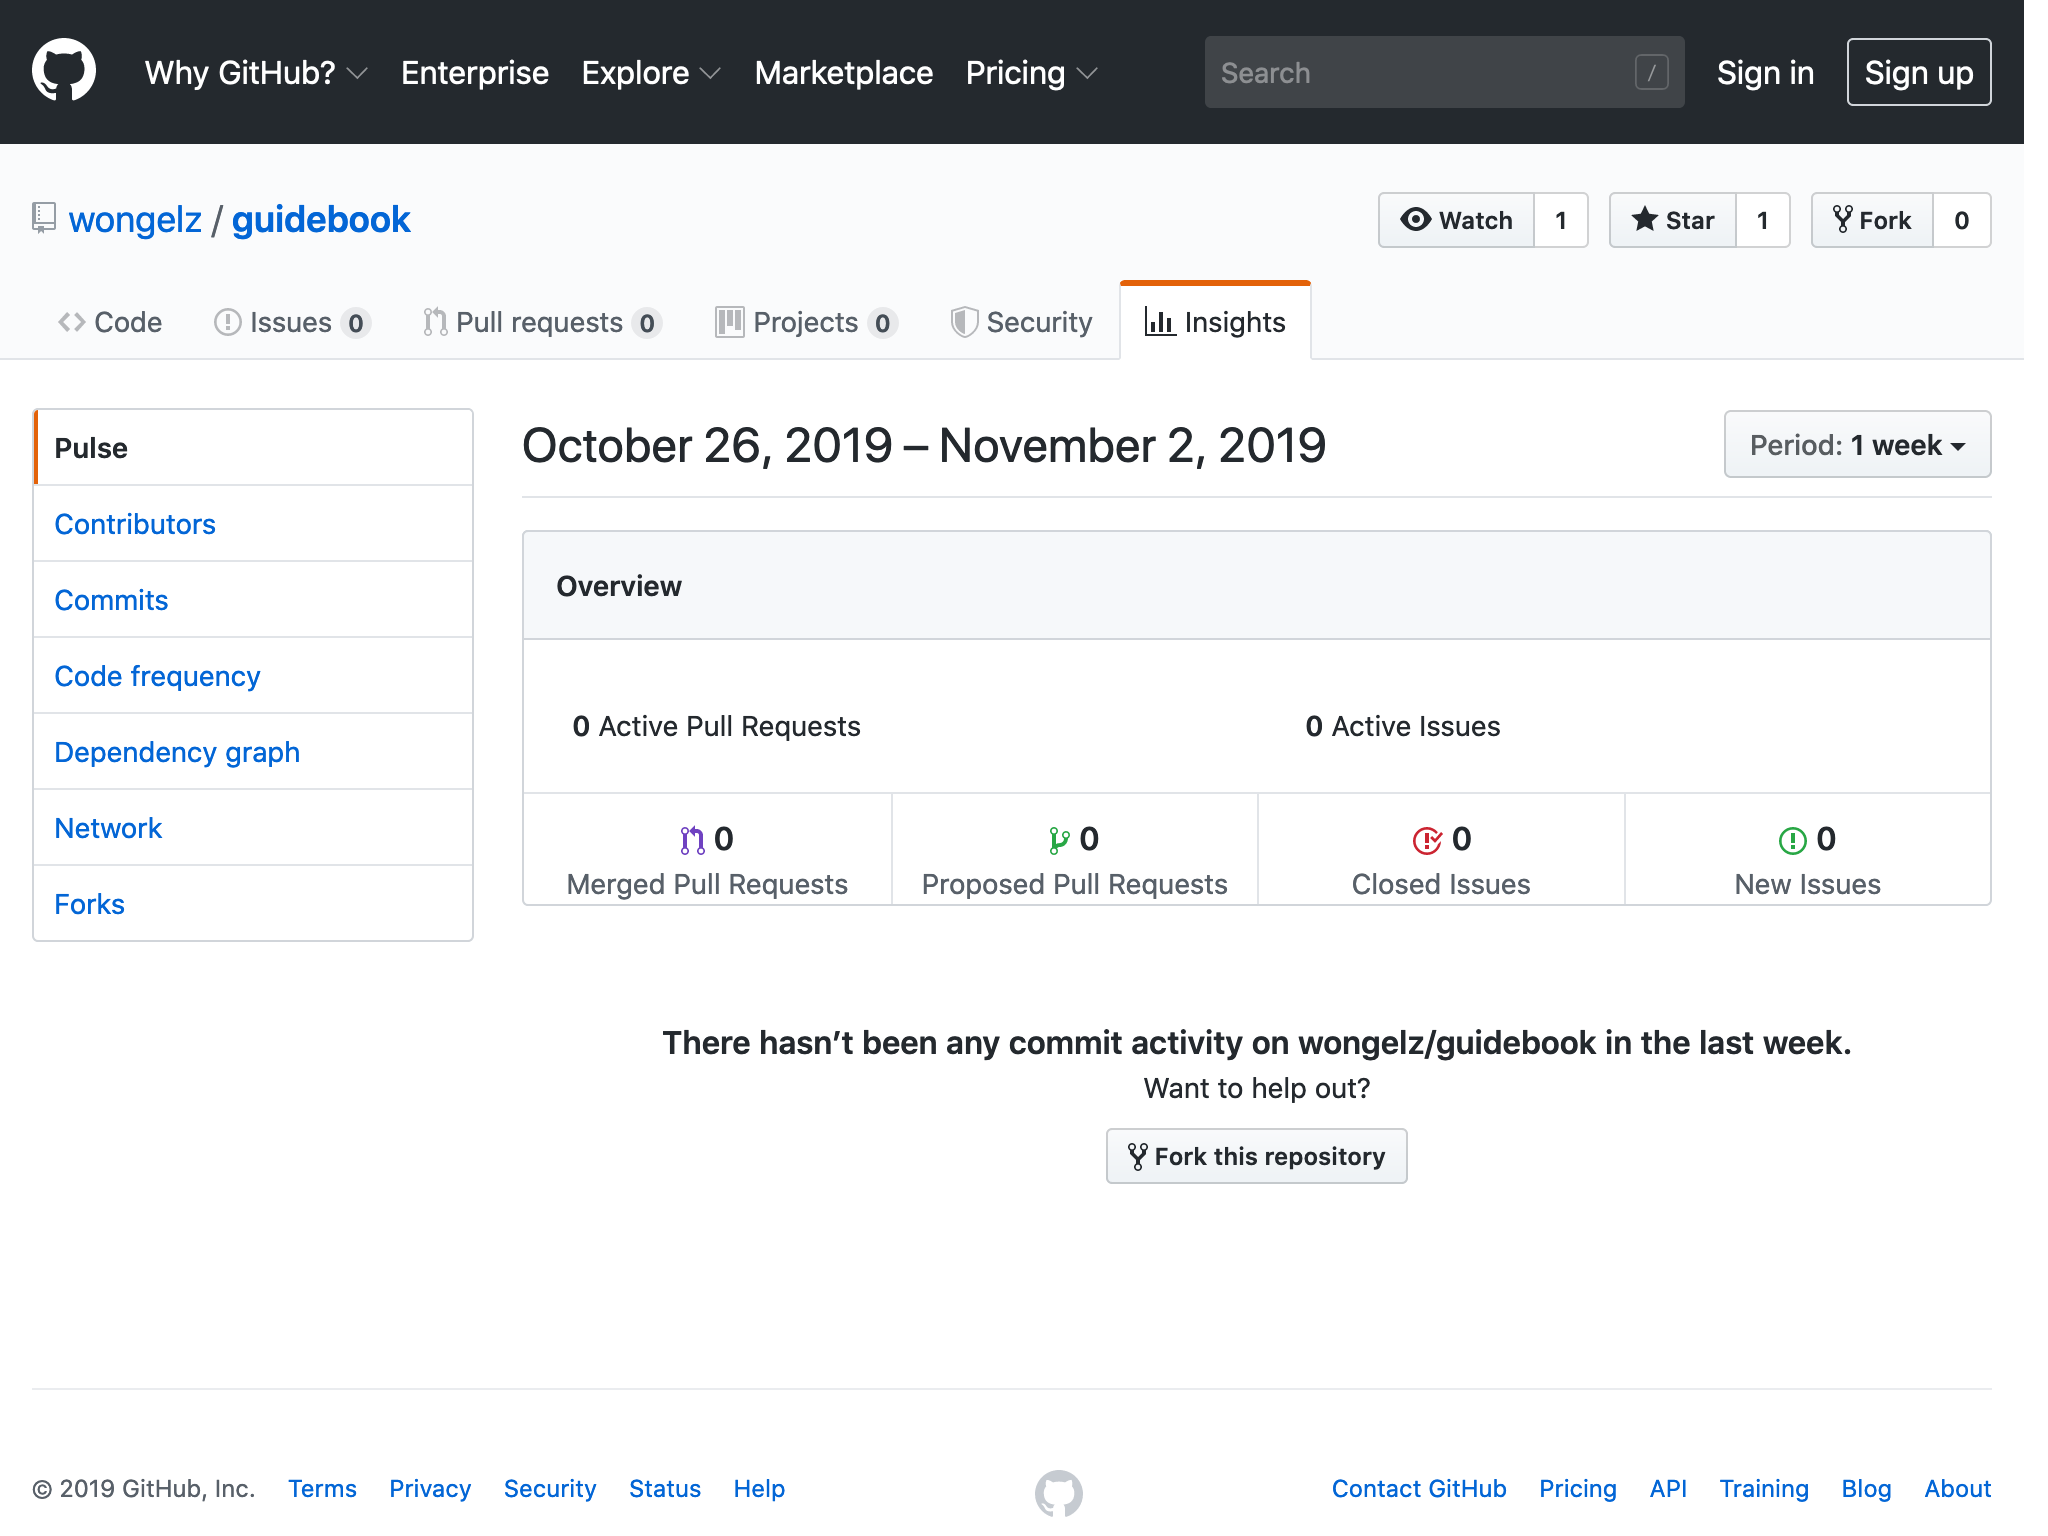 Why GitHub? Enterprise Explore Marketplace Pricing Search / Sign in Sign up
wongelz / guidebook Watch 1 Star 1 Fork 0
Code Issues 0 Pull requests 0 Projects 0 Security Insights
Pulse
Contributors
Commits
Code frequency
Dependency graph
Network
Forks
October 26, 2019 – November 2, 2019 Period: 1 week
Overview
0 Active Pull Requests 0 Active Issues
0 0 0 0
Merged Pull Requests Proposed Pull Requests Closed Issues New Issues
There hasn’t been any commit activity on wongelz/guidebook in the last week.
Want to help out?
Fork this repository
© 2019 GitHub, Inc. Terms Privacy Security Status Help Contact GitHub Pricing API Training Blog About